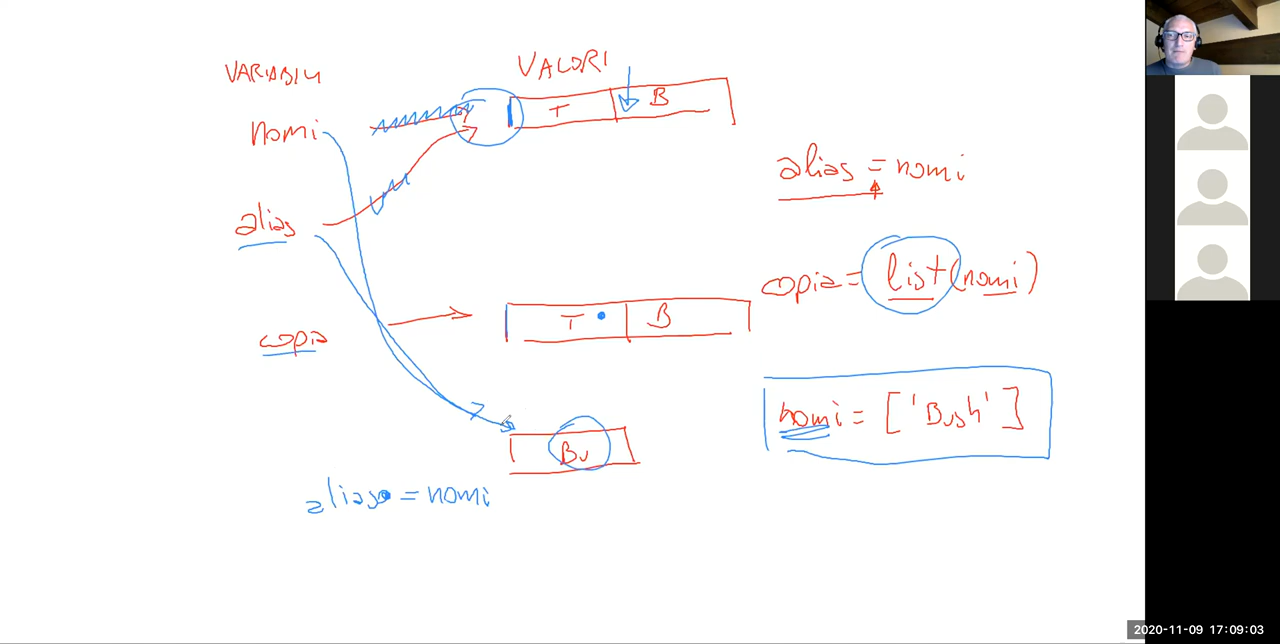 VARIABILI
VALORI
nomi
T B
alias
alias = nomi
copia = list(nomi)
copia
T B
nomi = ['Bush']
Bu
alias = nomi
2020-11-09 17:09:03